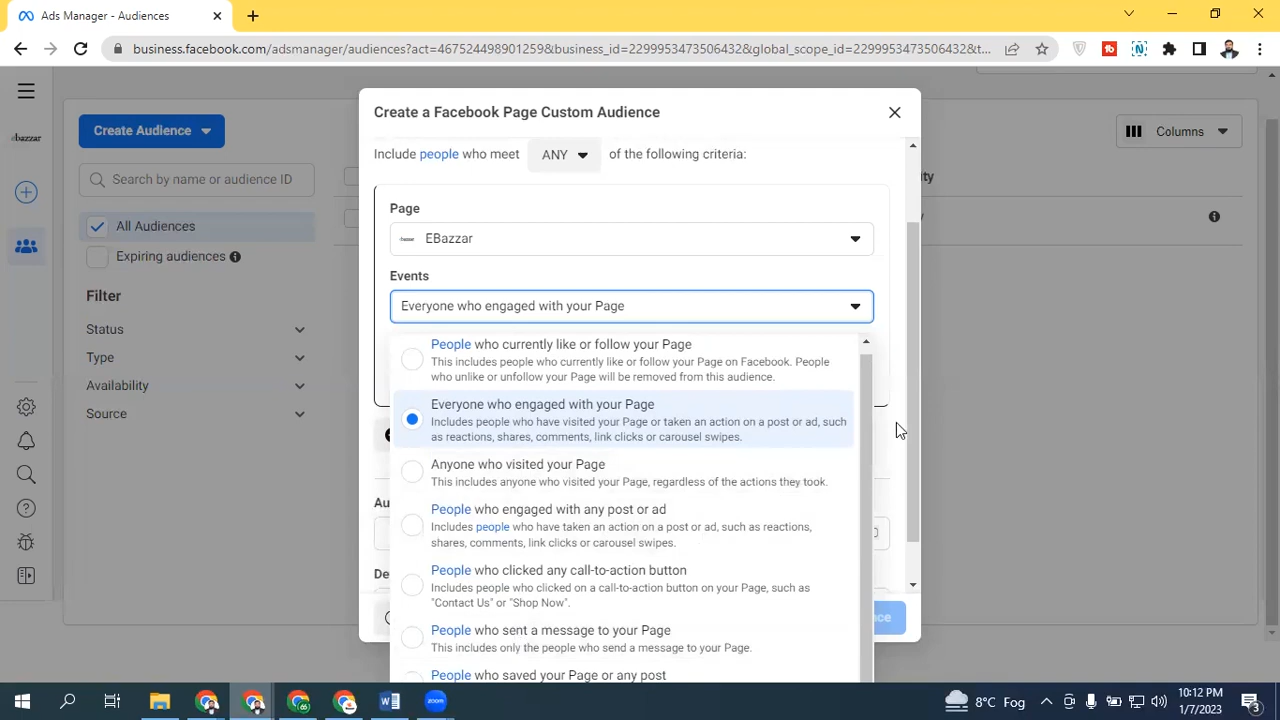 Ads Manager - Audiences
business.facebook.com/adsmanager/audiences?act=467524498901259&business_id=2299953473506432&global_scope_id=2299953473506432&t...
Create a Facebook Page Custom Audience
Create Audience
Columns
Include people who meet ANY of the following criteria:
Search by name or audience ID
Page
All Audiences
EBazzar
Expiring audiences
Events
Filter
Everyone who engaged with your Page
Status
People who currently like or follow your Page
Type
This includes people who currently like or follow your Page on Facebook. People
who unlike or unfollow your Page will be removed from this audience.
Availability
Everyone who engaged with your Page
Source
Includes people who have visited your Page or taken an action on a post or ad, such
as reactions, shares, comments, link clicks or carousel swipes.
Anyone who visited your Page
This includes anyone who visited your Page, regardless of the actions they took.
People who engaged with any post or ad
Includes people who have taken an action on a post or ad, such as reactions,
shares, comments, link clicks or carousel swipes.
People who clicked any call-to-action button
Includes people who clicked on a call-to-action button on your Page, such as
"Contact Us" or "Shop Now".
People who sent a message to your Page
This includes only the people who send a message to your Page.
People who saved your Page or any post
zoom
8°C Fog
10:12 PM
1/7/2023
3